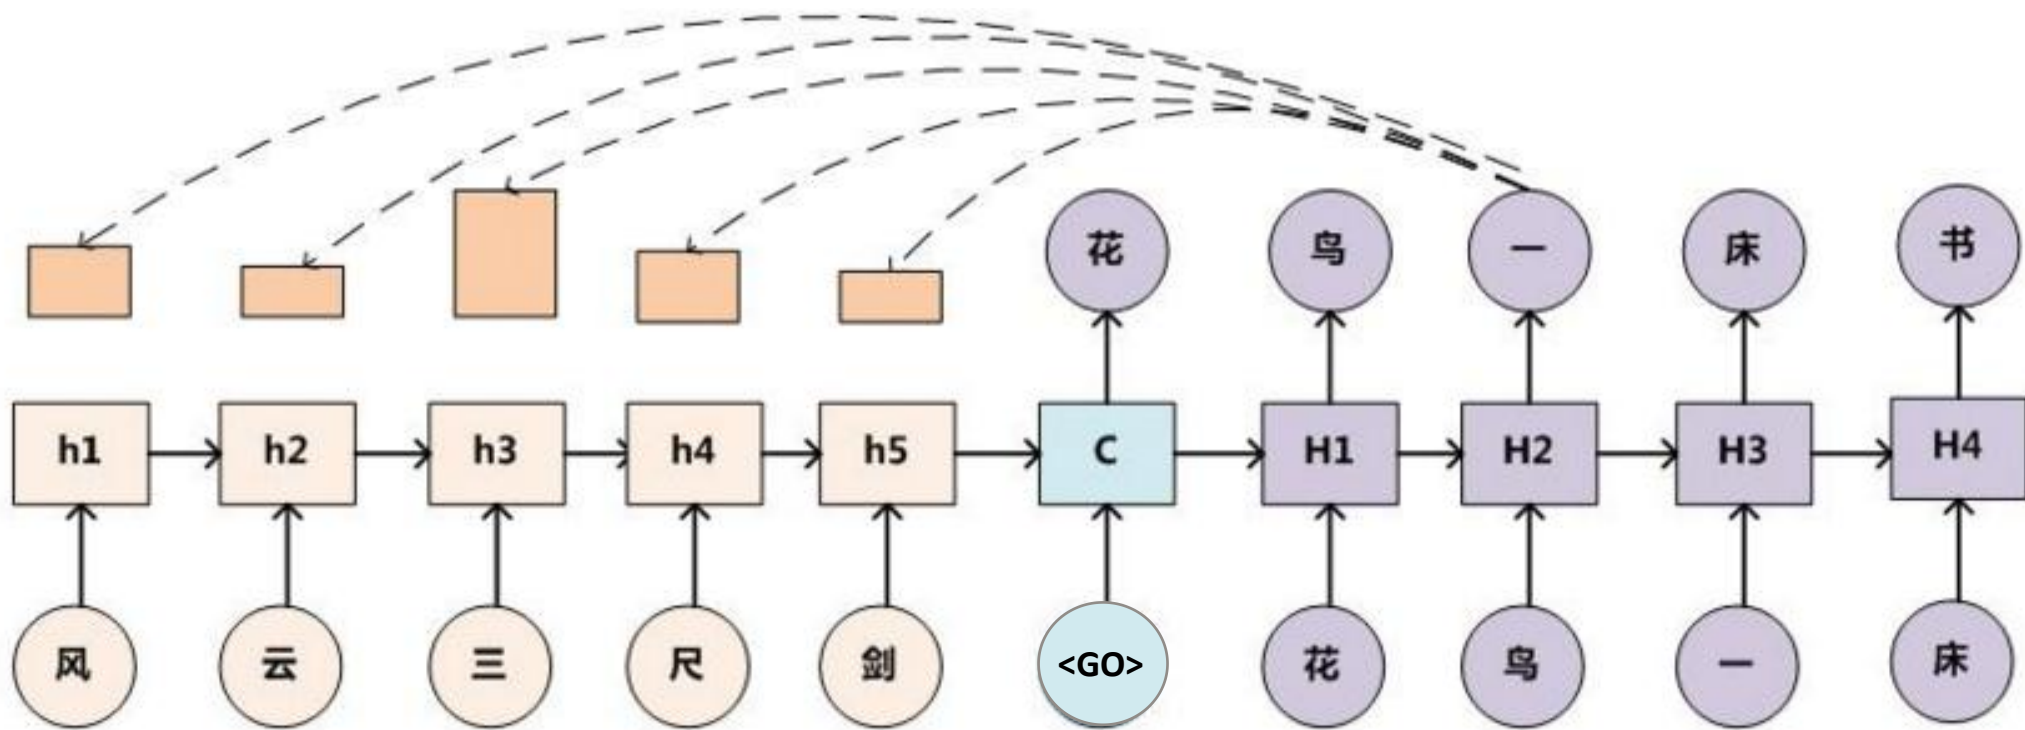 花 鸟 一 床 书
h1 h2 h3 h4 h5 C H1 H2 H3 H4
风 云 三 尺 剑 <GO> 花 鸟 一 床